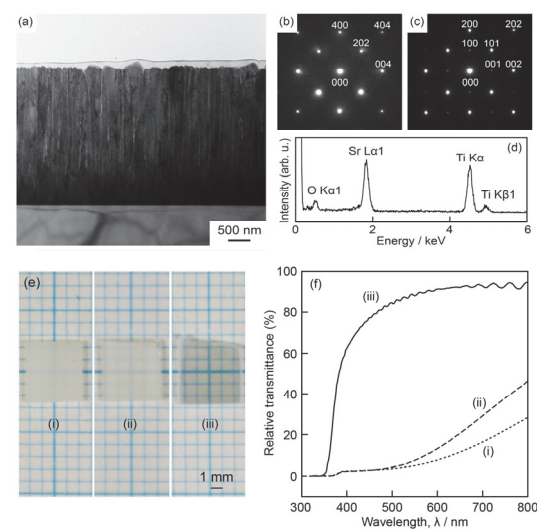 (a)
500 nm
(b)
400 404
202
004
000
(c)
200 202
100 101
001 002
000
(d)
Intensity (arb. u.)
O Kα1
Sr Lα1
Ti Kα
Ti Kβ1
0 2 4 6
Energy / keV
(e)
(i) (ii) (iii)
1 mm
(f)
Relative transmittance (%)
100
80
60
40
20
0
(iii)
(ii)
(i)
300 400 500 600 700 800
Wavelength, λ / nm